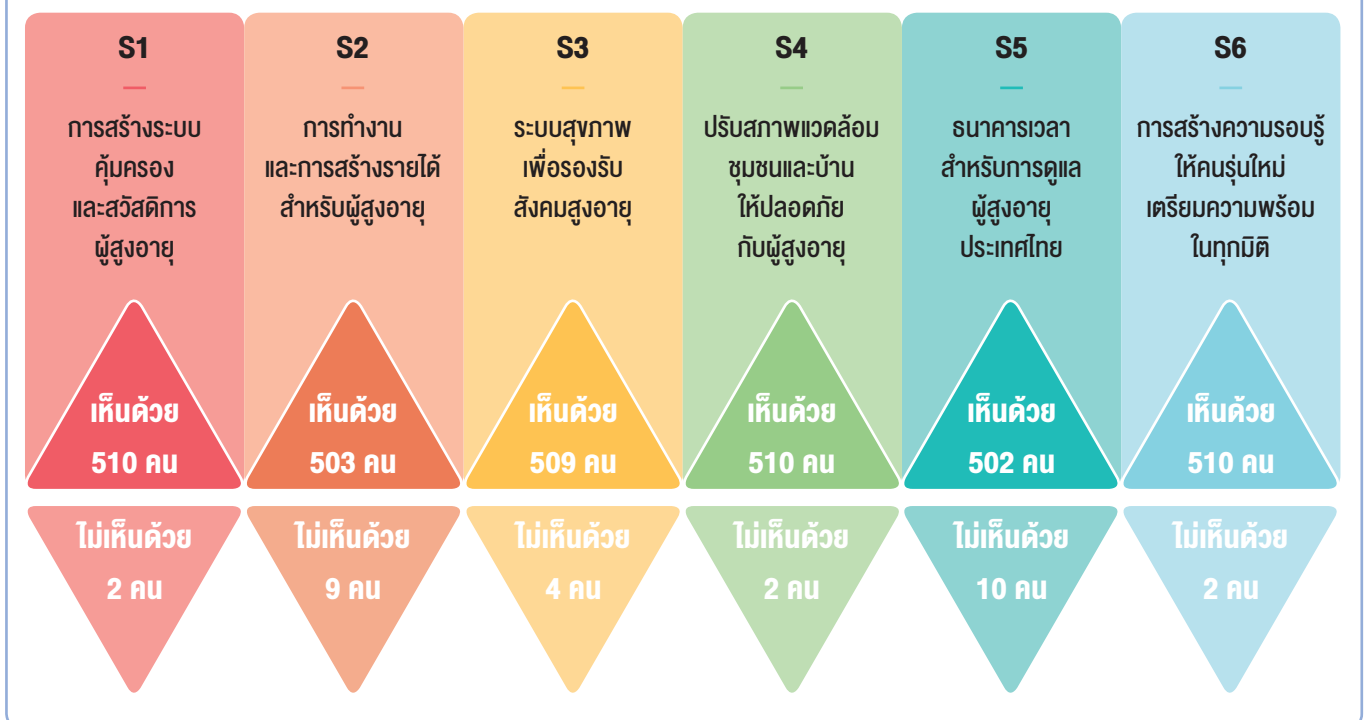 S1
การสร้างระบบ
คุ้มครอง
และสวัสดิการ
ผู้สูงอายุ
เห็นด้วย
510 คน
ไม่เห็นด้วย
2 คน
S2
การทำงาน
และการสร้างรายได้
สำหรับผู้สูงอายุ
เห็นด้วย
503 คน
ไม่เห็นด้วย
9 คน
S3
ระบบสุขภาพ
เพื่อรองรับ
สังคมสูงอายุ
เห็นด้วย
509 คน
ไม่เห็นด้วย
4 คน
S4
ปรับสภาพแวดล้อม
ชุมชนและบ้าน
ให้ปลอดภัย
กับผู้สูงอายุ
เห็นด้วย
510 คน
ไม่เห็นด้วย
2 คน
S5
ธนาคารเวลา
สำหรับการดูแล
ผู้สูงอายุ
ประเทศไทย
เห็นด้วย
502 คน
ไม่เห็นด้วย
10 คน
S6
การสร้างความรอบรู้
ให้คนรุ่นใหม่
เตรียมความพร้อม
ในทุกมิติ
เห็นด้วย
510 คน
ไม่เห็นด้วย
2 คน